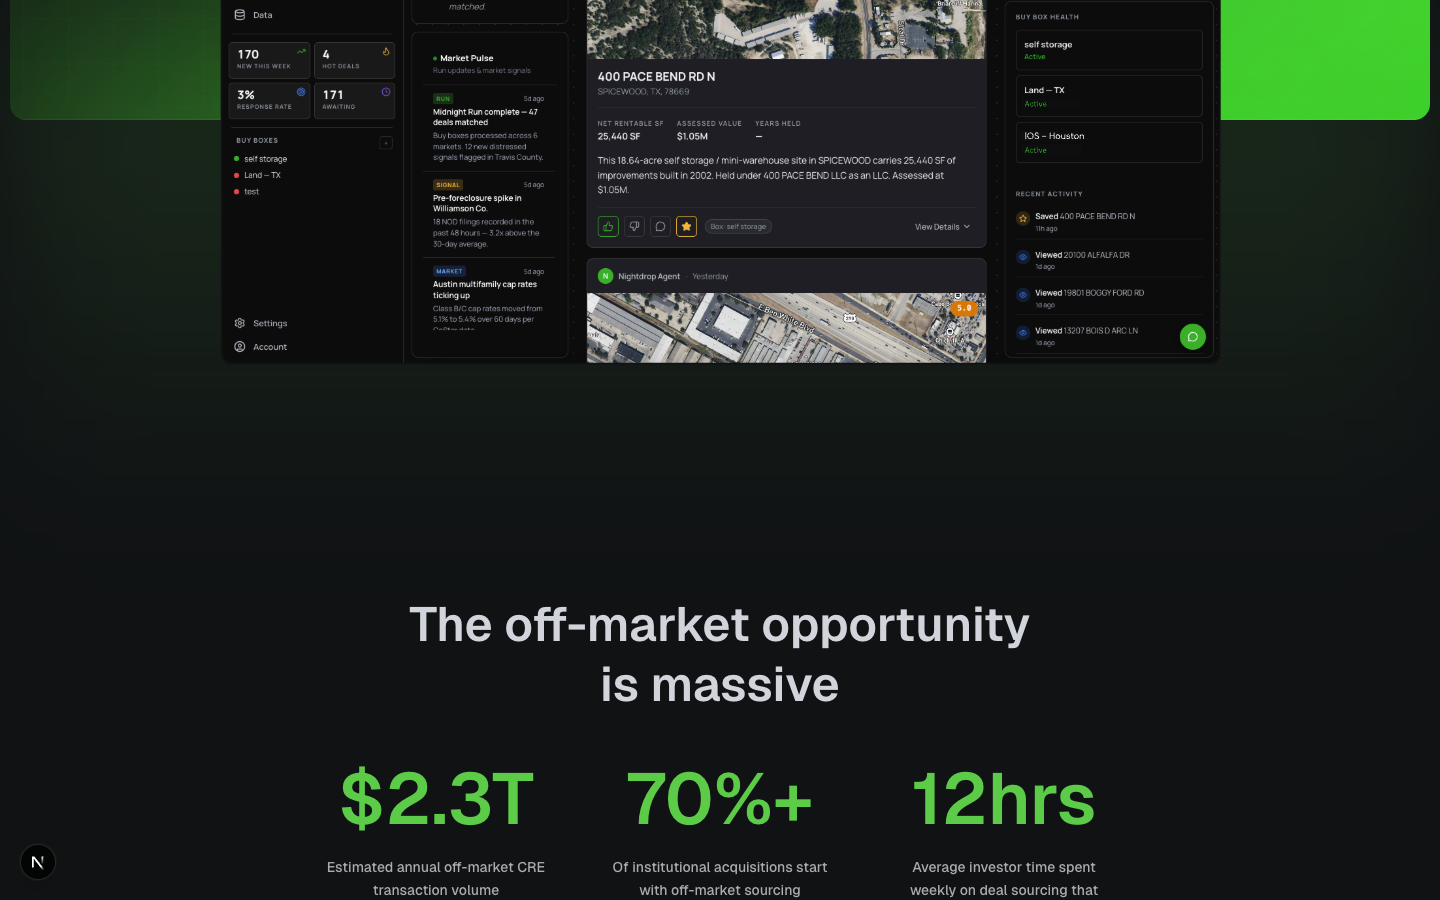 Data
170
NEW THIS WEEK
4
HOT DEALS
3%
RESPONSE RATE
171
AWAITING
BUY BOXES
+
self storage
Land — TX
test
Settings
Account
matched.
Market Pulse
Run updates & market signals
RUN
5d ago
Midnight Run complete — 47
deals matched
Buy boxes processed across 6
markets. 12 new distressed
signals flagged in Travis County.
SIGNAL
5d ago
Pre-foreclosure spike in
Williamson Co.
18 NOD filings recorded in the
past 48 hours — 3.2x above the
30-day average.
MARKET
5d ago
Austin multifamily cap rates
ticking up
Class B/C cap rates moved from
5.1% to 5.4% over 60 days per
CoStar data.
400 PACE BEND RD N
SPICEWOOD, TX, 78669
NET RENTABLE SF
ASSESSED VALUE
YEARS HELD
25,440 SF
$1.05M
—
This 18.64-acre self storage / mini-warehouse site in SPICEWOOD carries 25,440 SF of
improvements built in 2002. Held under 400 PACE BEND LLC as an LLC. Assessed at
$1.05M.
Box: self storage
View Details
N
Nightdrop Agent · Yesterday
E Ben White Blvd
5.0
BUY BOX HEALTH
self storage
Active
Land — TX
Active
IOS – Houston
Active
RECENT ACTIVITY
Saved 400 PACE BEND RD N
11h ago
Viewed 20100 ALFALFA DR
1d ago
Viewed 19801 BOGGY FORD RD
1d ago
Viewed 13207 BOIS D ARC LN
1d ago
The off-market opportunity
is massive
$2.3T
70%+
12hrs
Estimated annual off-market CRE
transaction volume
Of institutional acquisitions start
with off-market sourcing
Average investor time spent
weekly on deal sourcing that
N